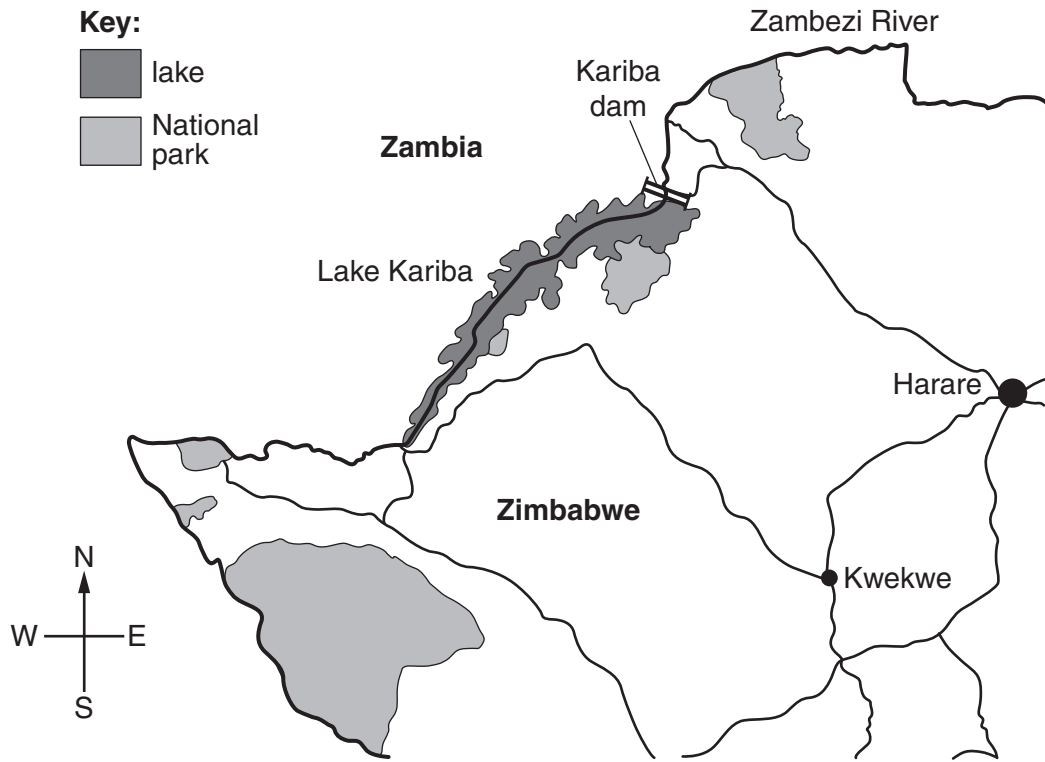 Key:
lake
National
park
Zambezi River
Kariba
dam
Zambia
Lake Kariba
Harare
Zimbabwe
Kwekwe
N
W
E
S